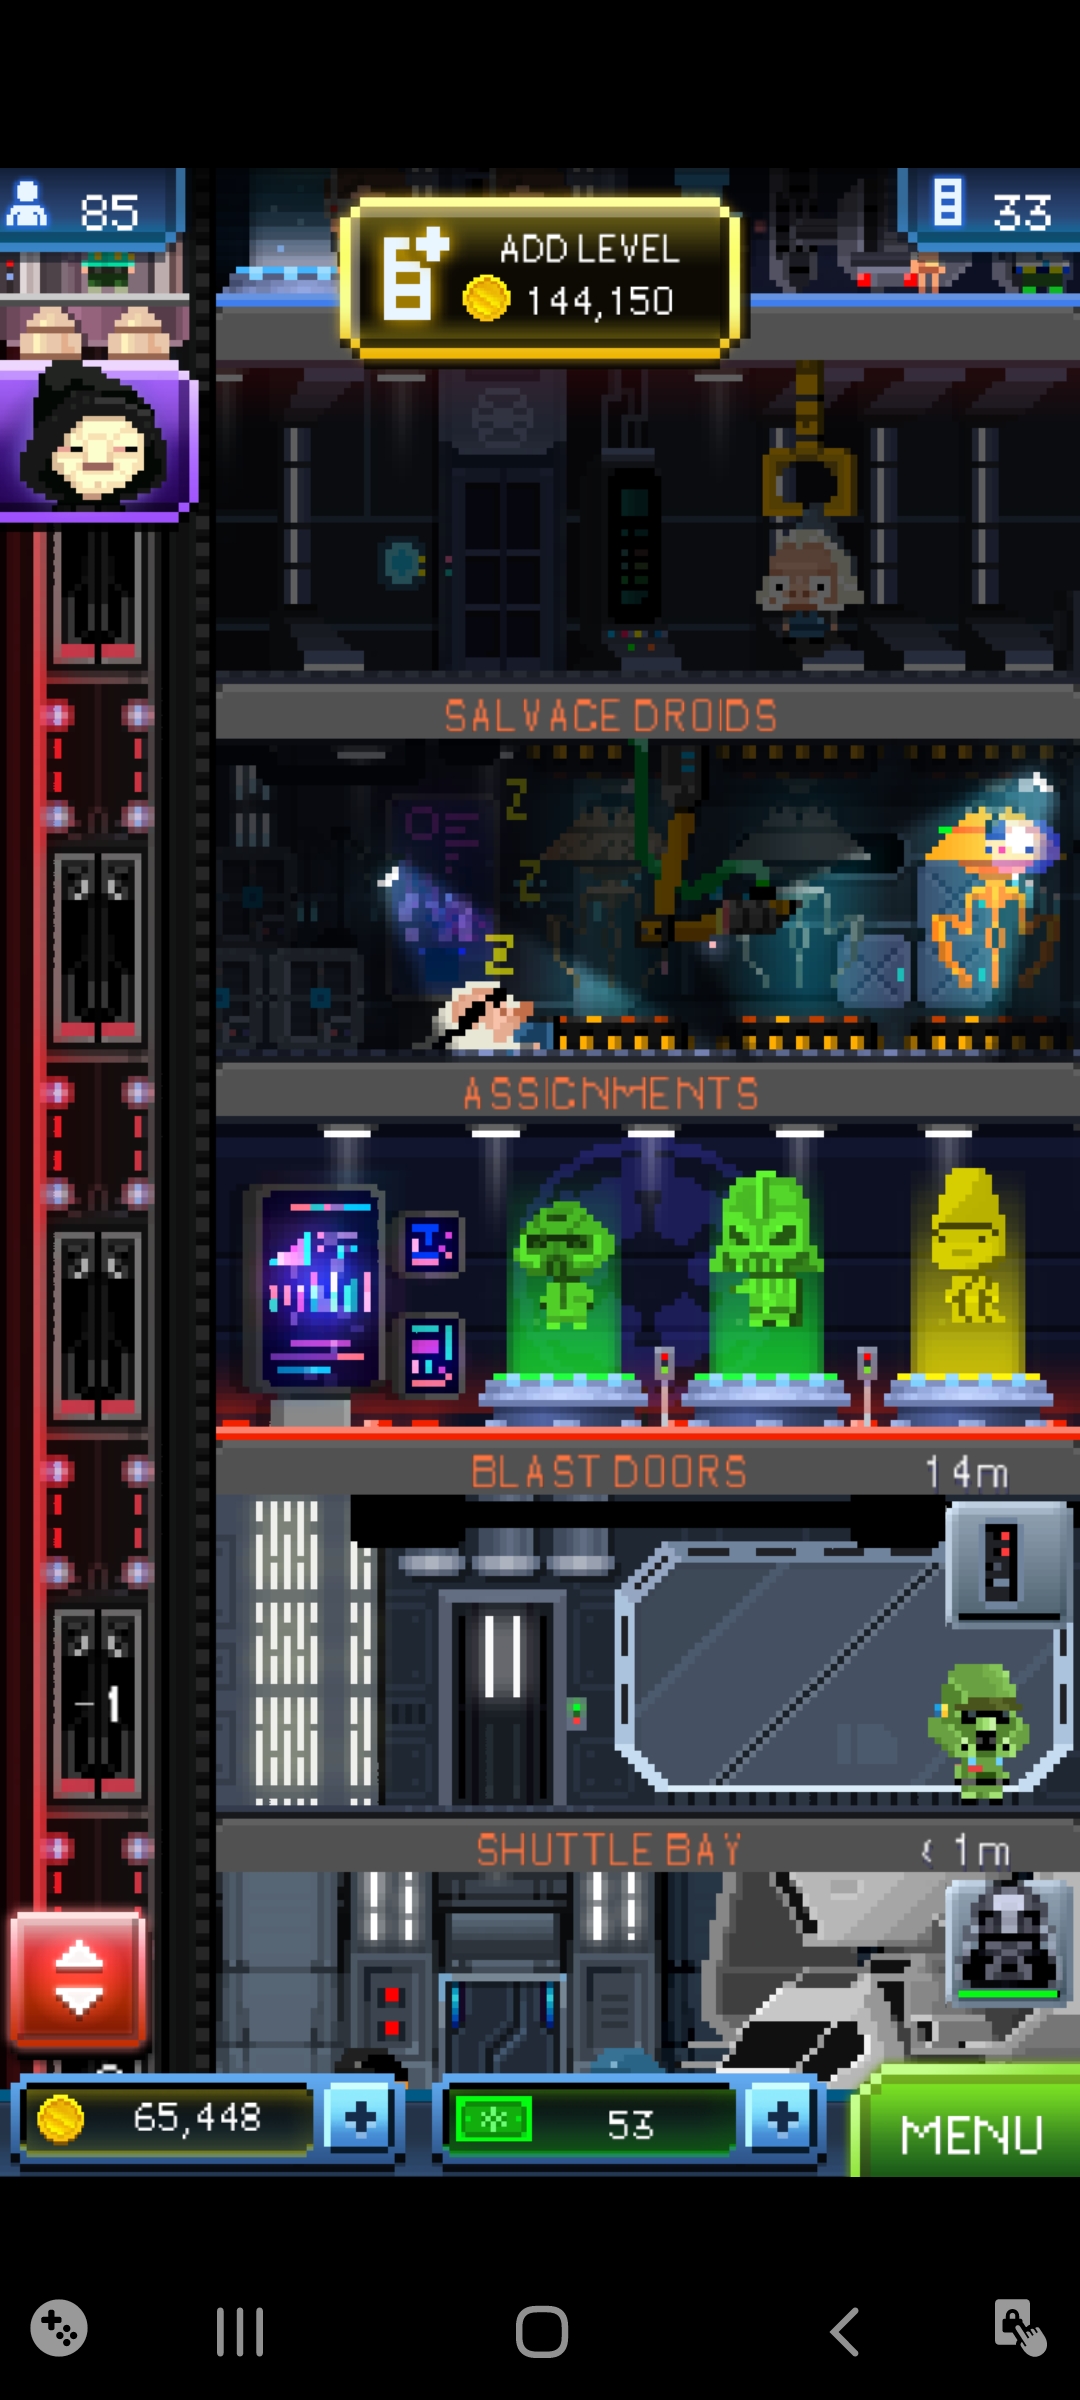 85
ADD LEVEL
144,150
33
SALVAGE DROIDS
Z
Z
Z
ASSIGNMENTS
BLAST DOORS 14m
-1
SHUTTLE BAY < 1m
65,448
53
MENU